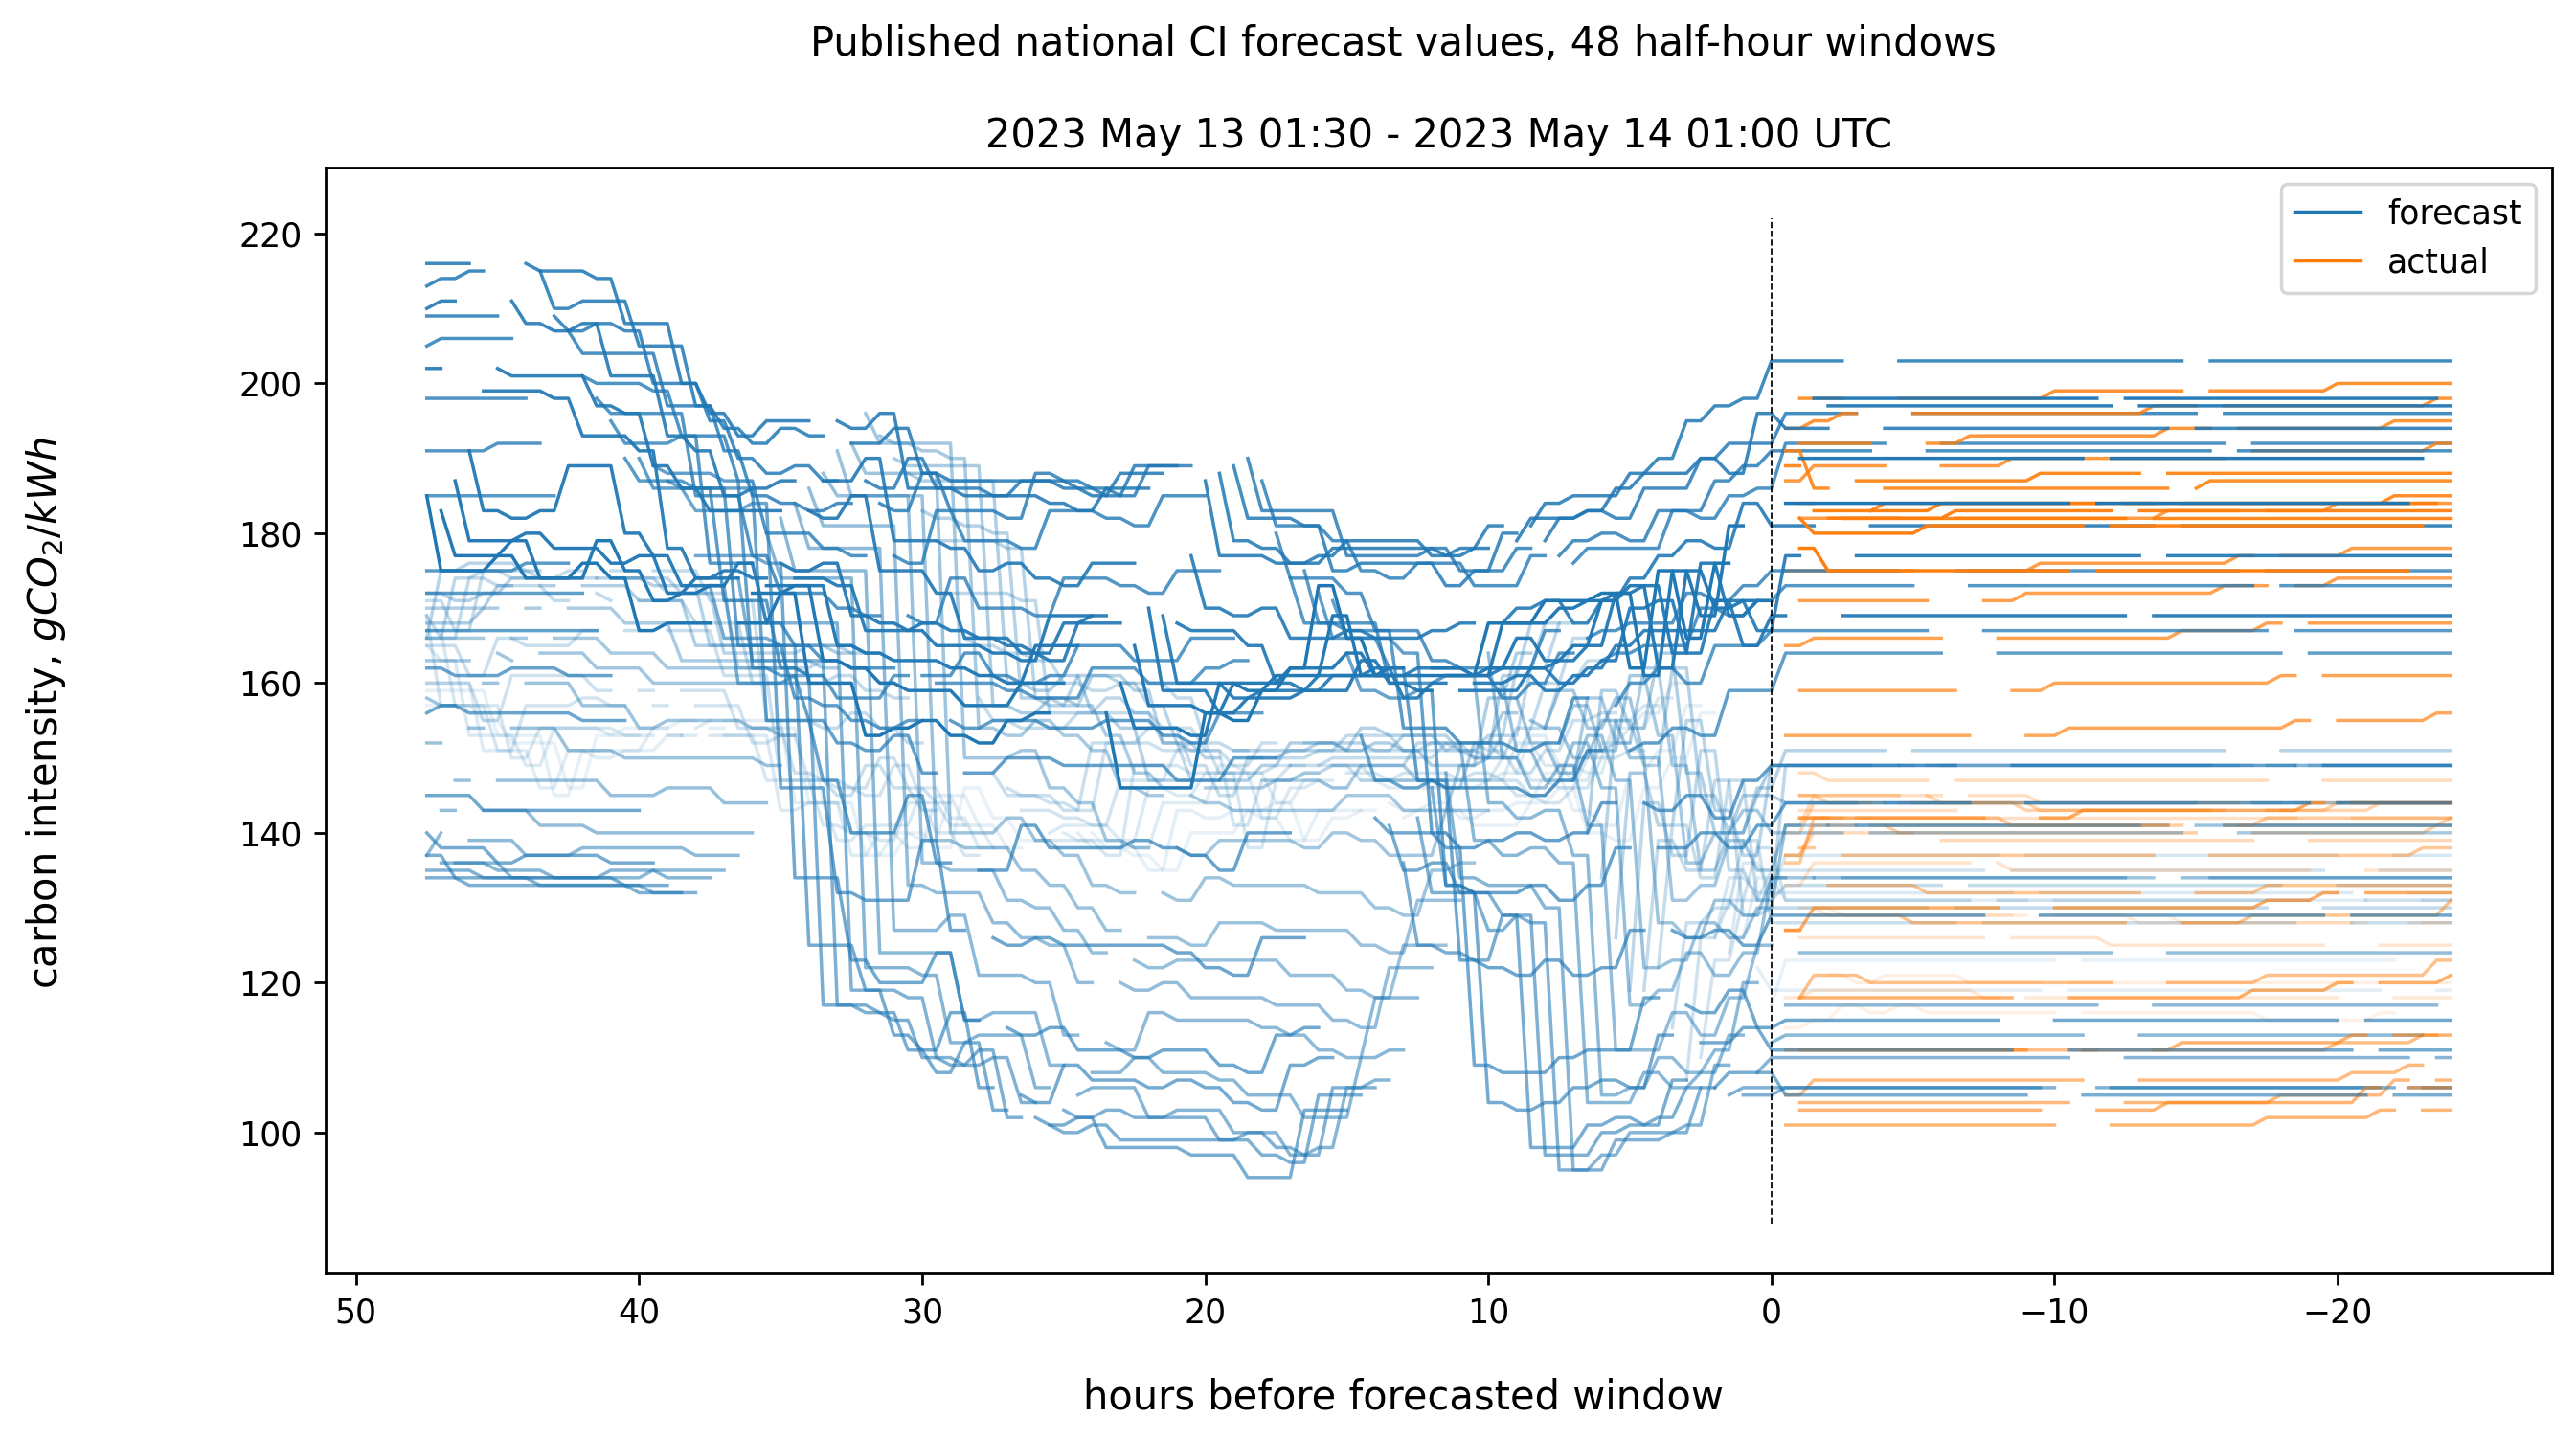 Published national CI forecast values, 48 half-hour windows
2023 May 13 01:30 - 2023 May 14 01:00 UTC
forecast
actual
carbon intensity, gCO₂/kWh
220
200
180
160
140
120
100
50
40
30
20
10
0
−10
−20
hours before forecasted window